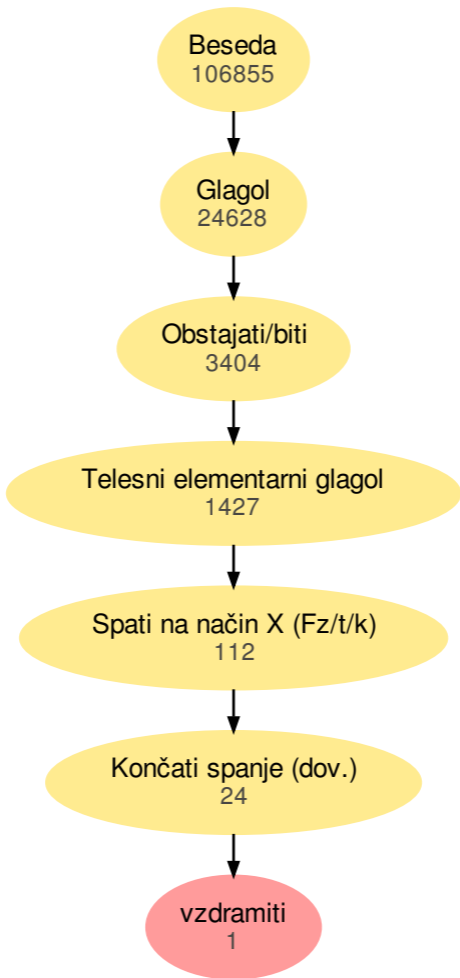 Beseda
106855
Glagol
24628
Obstajati/biti
3404
Telesni elementarni glagol
1427
Spati na način X (Fz/t/k)
112
Končati spanje (dov.)
24
vzdramiti
1